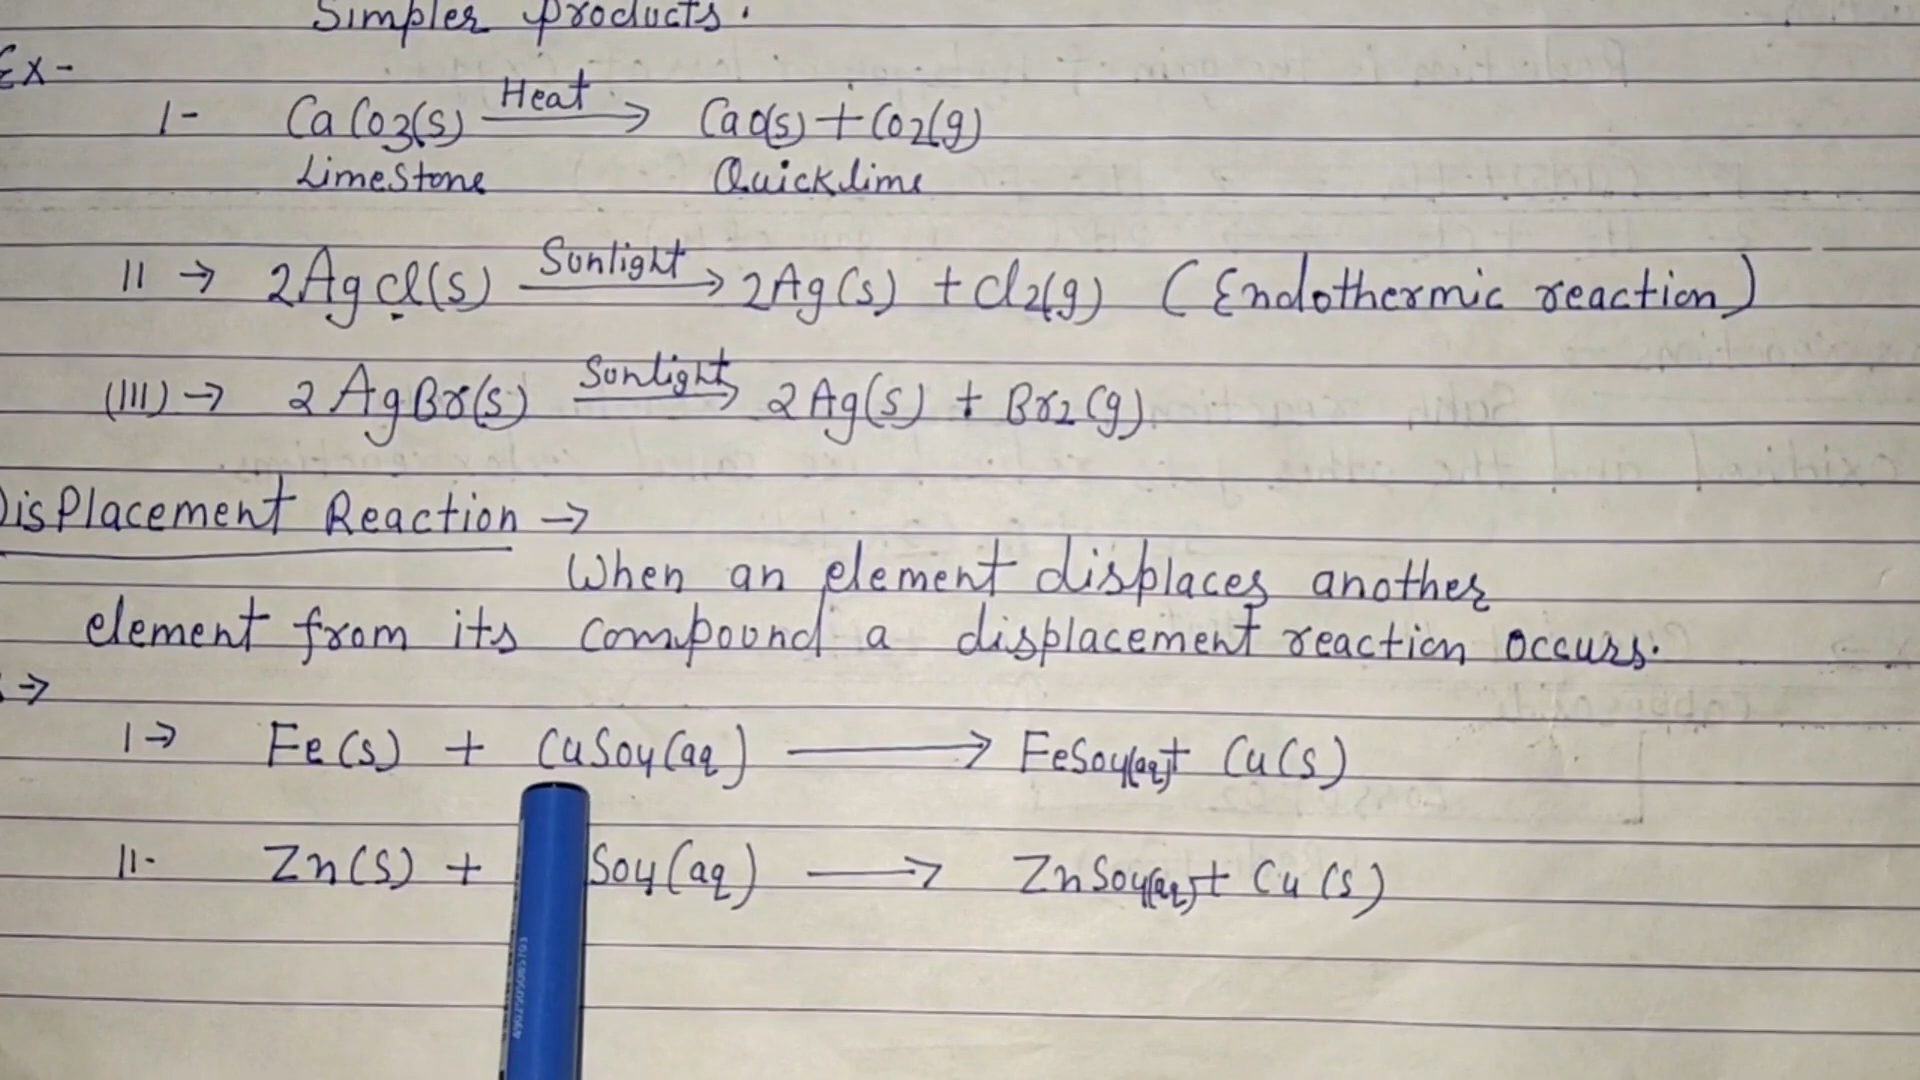 Simpler products.
Ex-
1- CaCO3(s) Heat → CaO(s) + CO2(g)
Limestone Quicklime
II → 2AgCl(s) Sunlight → 2Ag(s) + Cl2(g) (Endothermic reaction)
(III) → 2AgBr(s) Sunlight → 2Ag(s) + Br2(g)
Displacement Reaction →
When an element displaces another
element from its compound a displacement reaction occurs.
→
1→ Fe(s) + CuSO4(aq) → FeSO4(aq) + Cu(s)
II- Zn(s) + SO4(aq) → ZnSO4(aq) + Cu(s)